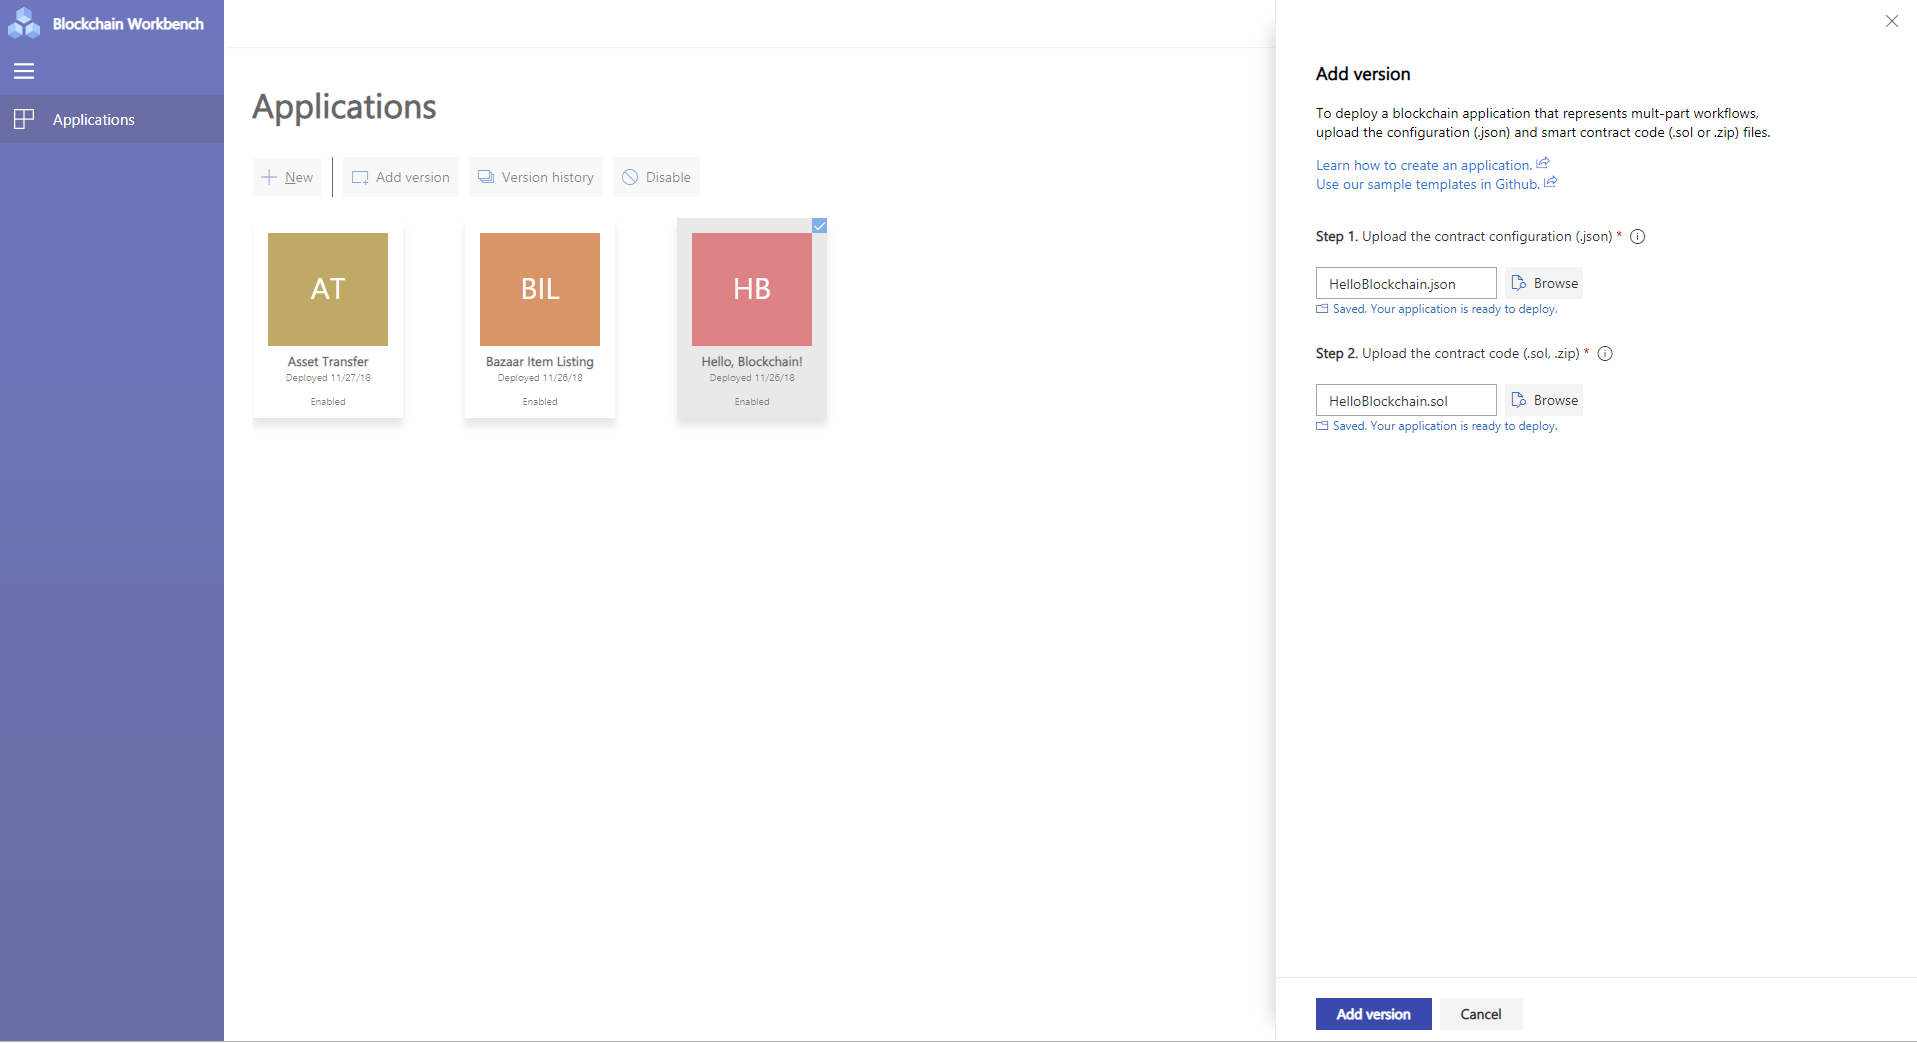 Blockchain Workbench
Applications
Applications
New
Add version
Version history
Disable
AT
Asset Transfer
Deployed 11/27/18
Enabled
BIL
Bazaar Item Listing
Deployed 11/26/18
Enabled
HB
Hello, Blockchain!
Deployed 11/26/18
Enabled
Add version
To deploy a blockchain application that represents mult-part workflows,
upload the configuration (.json) and smart contract code (.sol or .zip) files.
Learn how to create an application.
Use our sample templates in Github.
Step 1. Upload the contract configuration (.json) *
HelloBlockchain.json
Browse
Saved. Your application is ready to deploy.
Step 2. Upload the contract code (.sol, .zip) *
HelloBlockchain.sol
Browse
Saved. Your application is ready to deploy.
Add version
Cancel